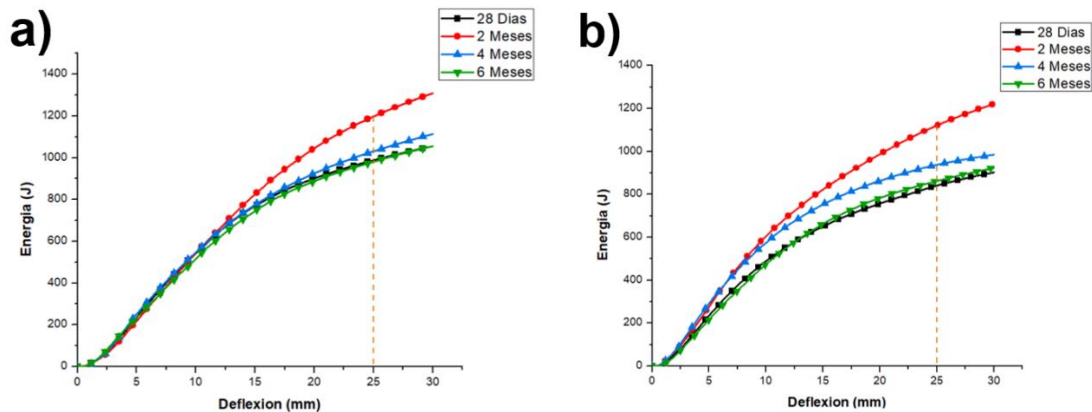 a)
28 Dias
2 Meses
4 Meses
6 Meses
1400
1200
1000
800
600
400
200
0
Energia (J)
0 5 10 15 20 25 30
Deflexion (mm)
b)
28 Dias
2 Meses
4 Meses
6 Meses
1400
1200
1000
800
600
400
200
0
Energia (J)
0 5 10 15 20 25 30
Deflexion (mm)